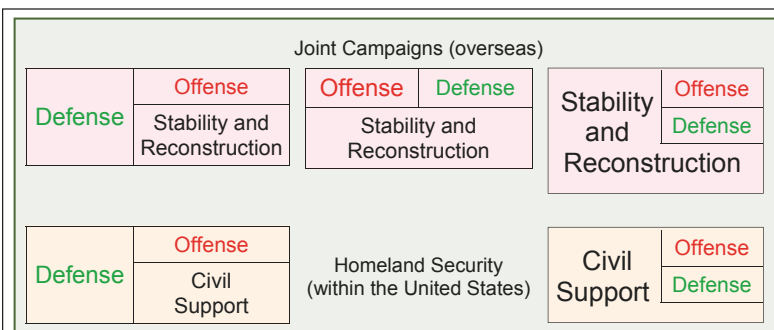 Joint Campaigns (overseas)
Defense
Offense
Stability and
Reconstruction
Offense
Defense
Stability and
Reconstruction
Stability
and
Reconstruction
Offense
Defense
Defense
Offense
Civil
Support
Homeland Security
(within the United States)
Civil
Support
Offense
Defense